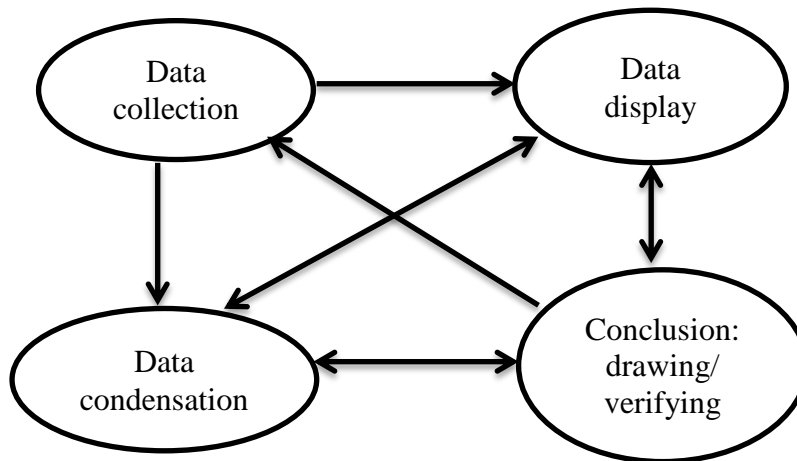 Data
collection
Data
display
Data
condensation
Conclusion:
drawing/
verifying